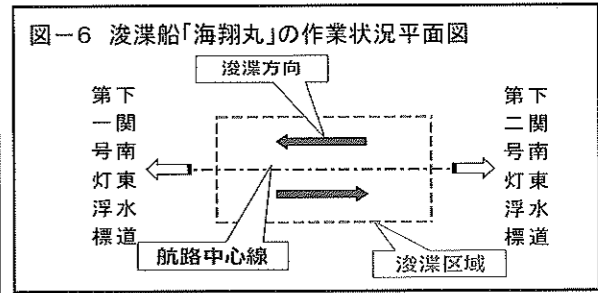 図－6 浚渫船「海翔丸」の作業状況平面図
浚渫方向
下関南東水道
第一号灯浮標
下関南東水道
第二号灯浮標
航路中心線
浚渫区域